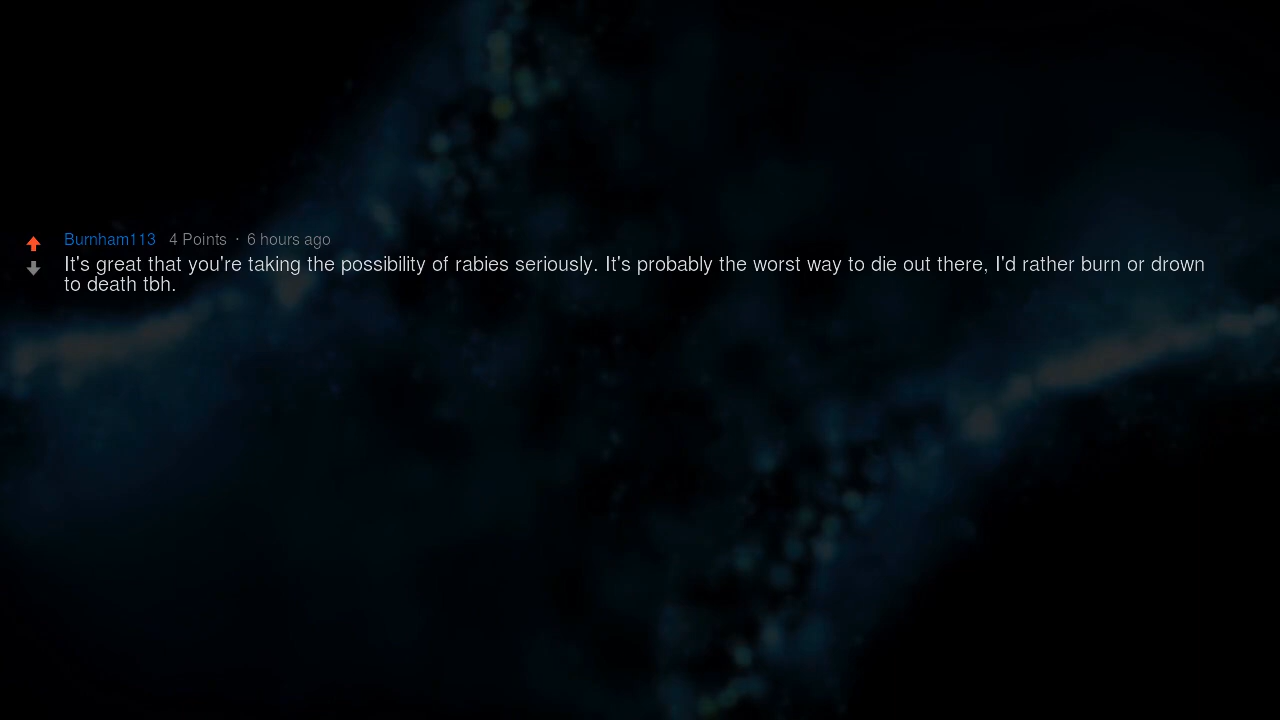 Burnham113 4 Points · 6 hours ago
It's great that you're taking the possibility of rabies seriously. It's probably the worst way to die out there, I'd rather burn or drown
to death tbh.